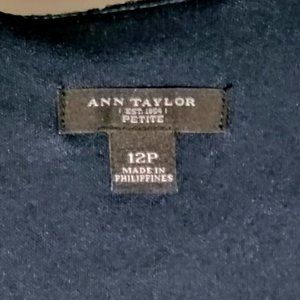 ANN TAYLOR
EST. 1954
PETITE
12P
MADE IN
PHILIPPINES